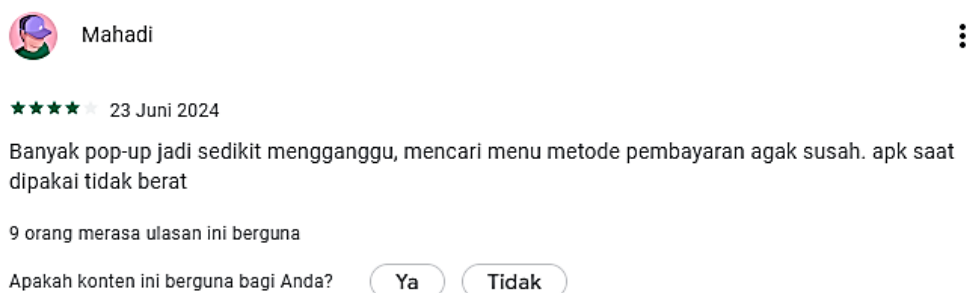 Mahadi
23 Juni 2024
Banyak pop-up jadi sedikit mengganggu, mencari menu metode pembayaran agak susah. apk saat
dipakai tidak berat
9 orang merasa ulasan ini berguna
Apakah konten ini berguna bagi Anda? Ya Tidak